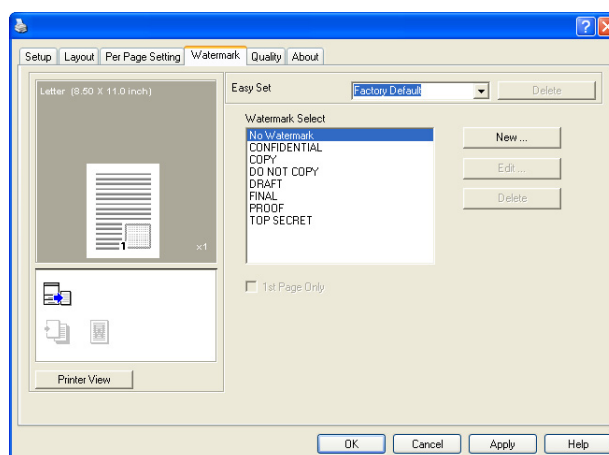 Setup Layout Per Page Setting Watermark Quality About
Letter (8.50 X 11.0 inch)
1
x1
Printer View
Easy Set Factory Default Delete
Watermark Select
No Watermark
CONFIDENTIAL
COPY
DO NOT COPY
DRAFT
FINAL
PROOF
TOP SECRET
New ...
Edit ...
Delete
1st Page Only
OK Cancel Apply Help